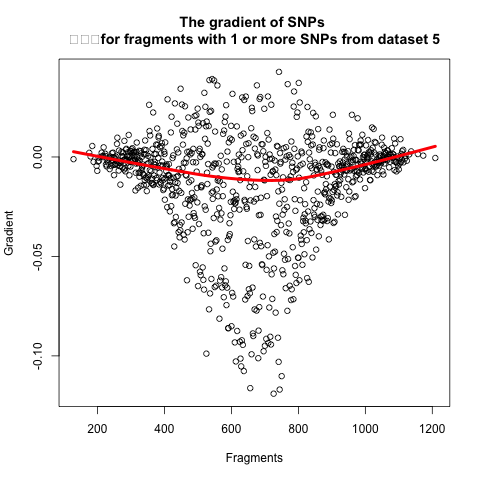 The gradient of SNPs
for fragments with 1 or more SNPs from dataset 5
Gradient
0.00
-0.05
-0.10
200 400 600 800 1000 1200
Fragments